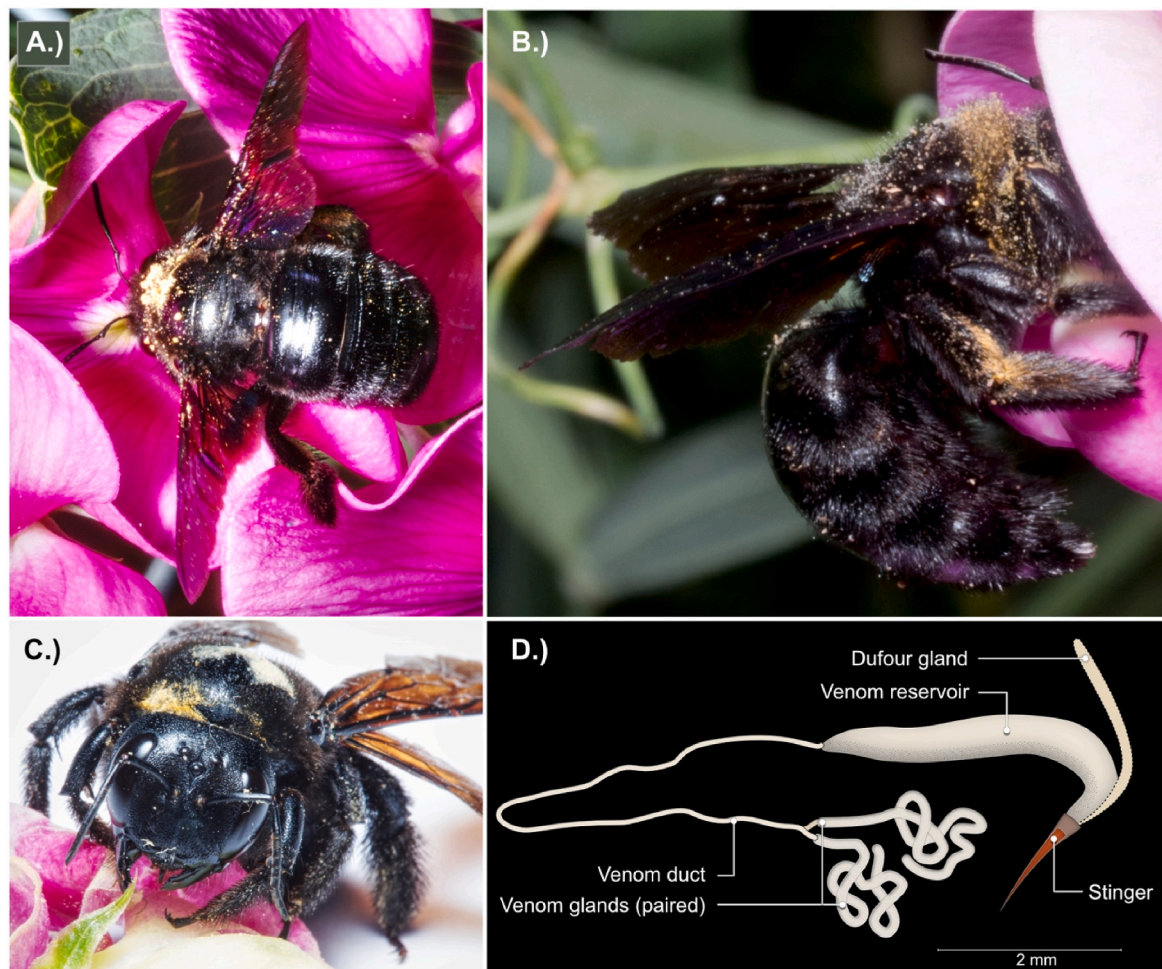 A.)
B.)
C.)
D.)
Dufour gland
Venom reservoir
Venom duct
Venom glands (paired)
Stinger
2 mm